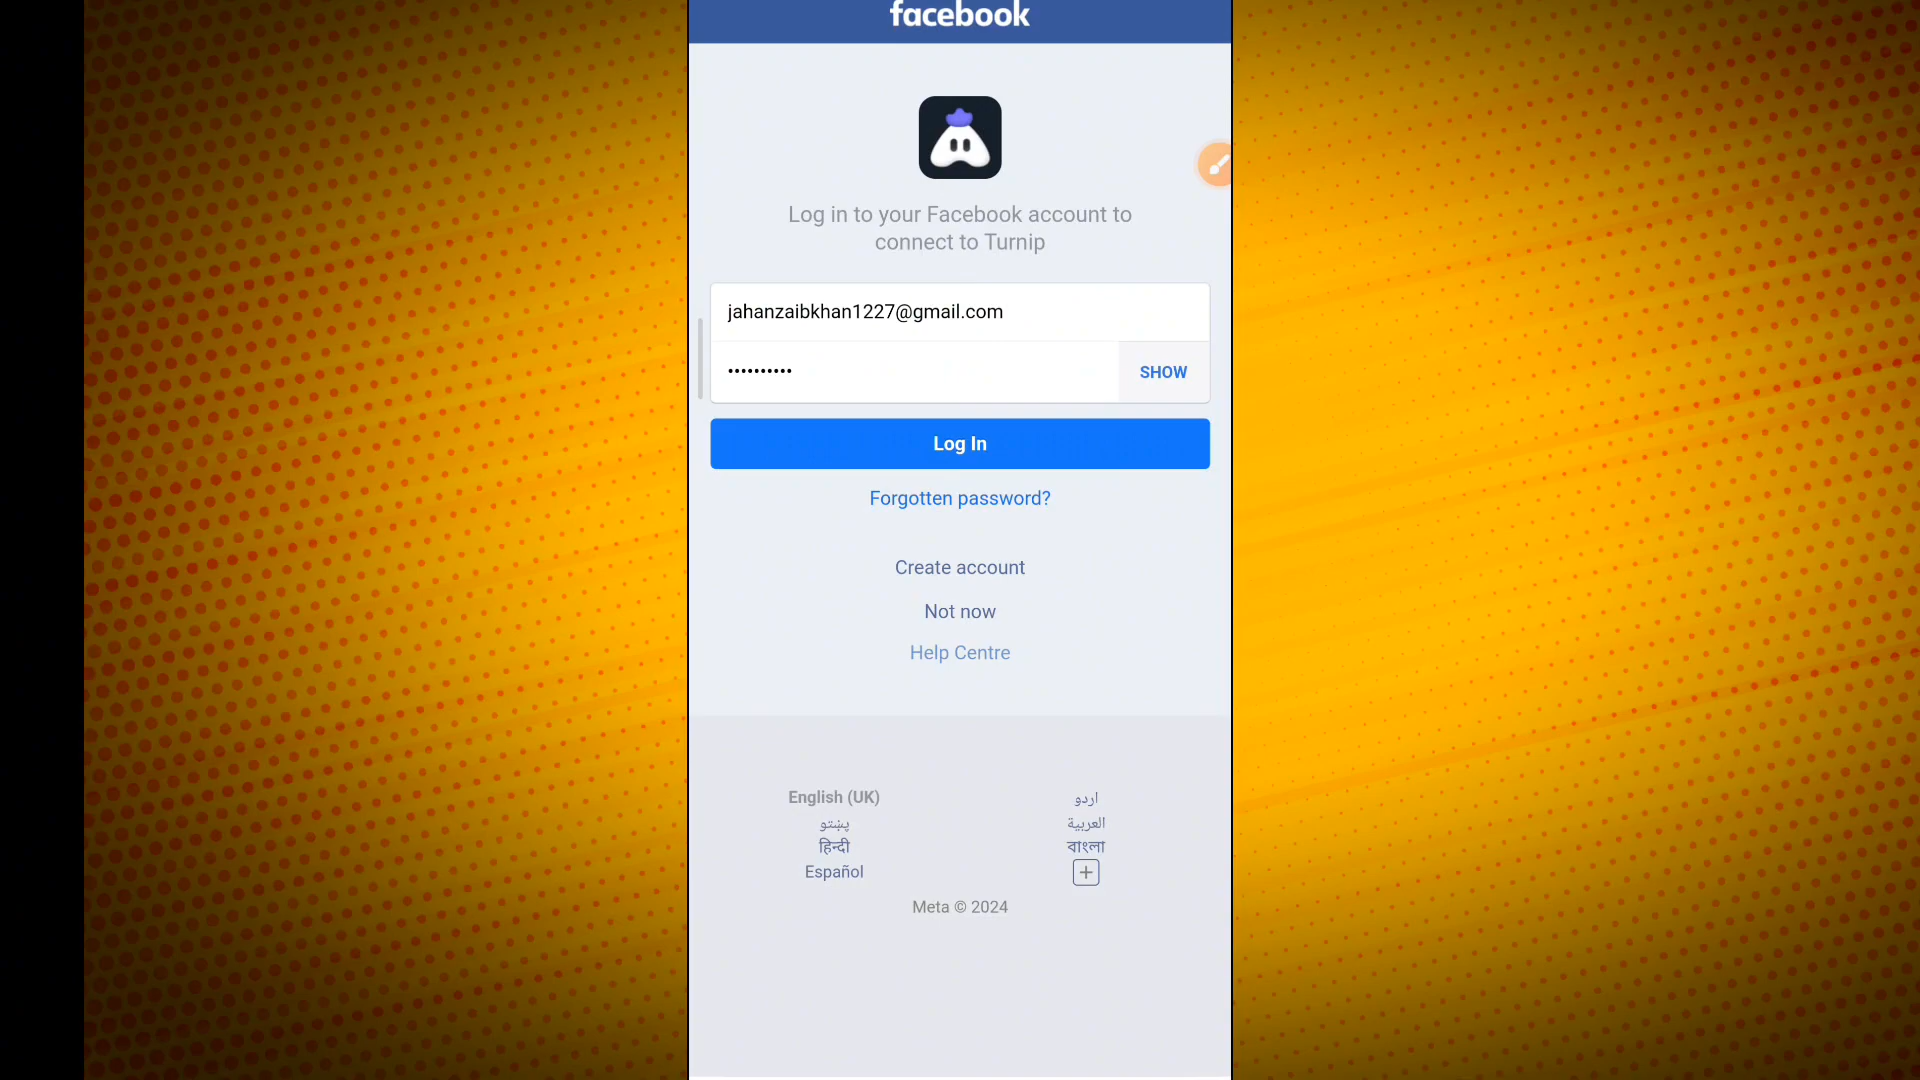 facebook
Log in to your Facebook account to
connect to Turnip
jahanzaibkhan1227@gmail.com
••••••••••
SHOW
Log In
Forgotten password?
Create account
Not now
Help Centre
English (UK)
اردو
پښتو
العربية
हिन्दी
বাংলা
Español
Meta © 2024